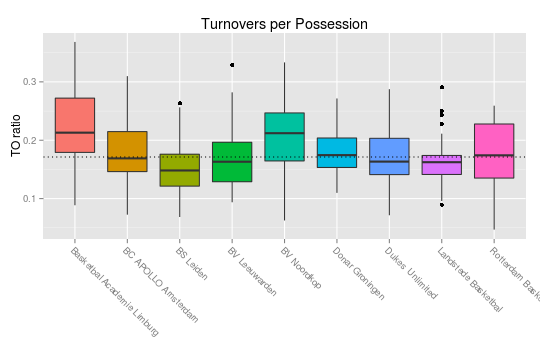 Turnovers per Possession
TO ratio
0.3
0.2
0.1
Basketbal Academie Limburg
BC APOLLO Amsterdam
BS Leiden
BV Leeuwarden
BV Noordkop
Donar Groningen
Dukes Unlimited
Landstede Basketbal
Rotterdam Bask